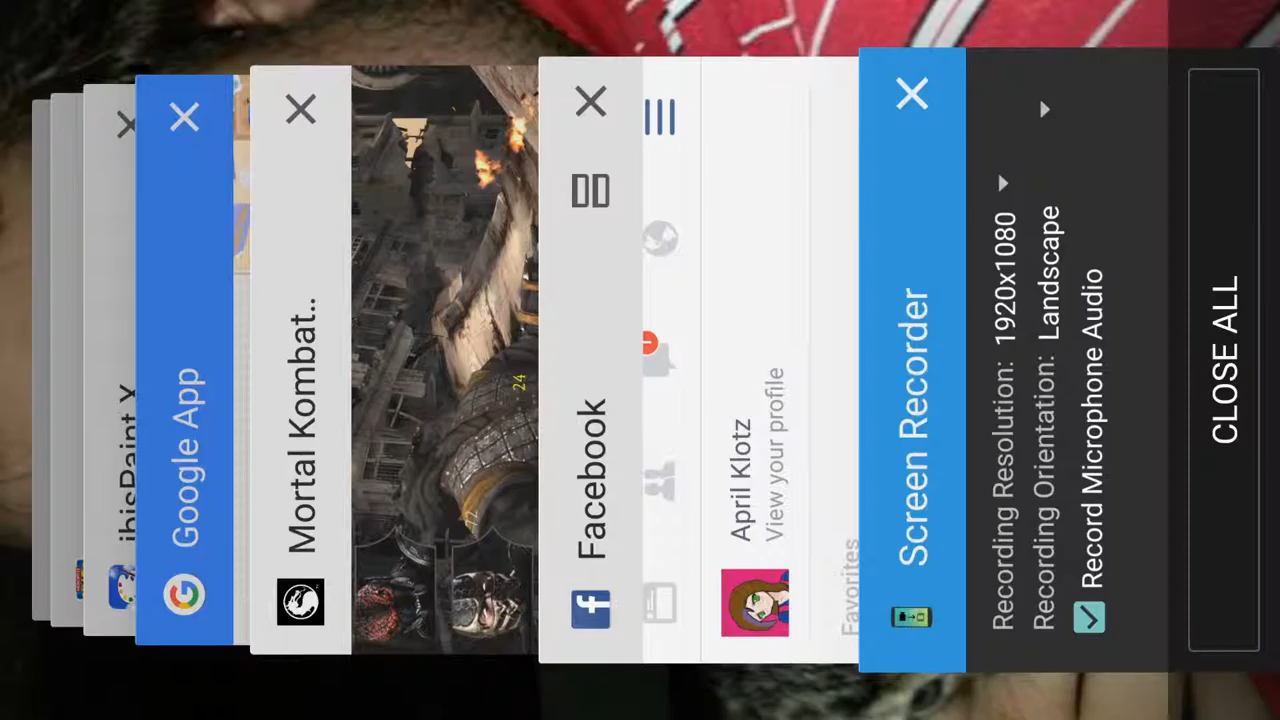 ibisPaint X
Google App
Mortal Kombat..
24
Facebook
April Klotz
View your profile
Favorites
Screen Recorder
Recording Resolution: 1920x1080
Recording Orientation: Landscape
Record Microphone Audio
CLOSE ALL